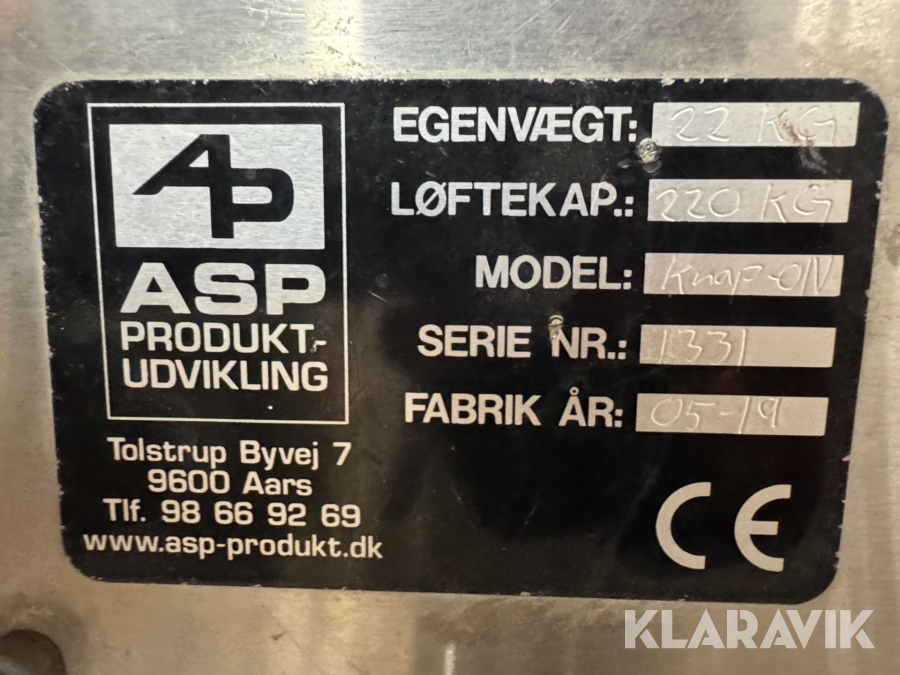 KLARAVIK
AP
ASP
PRODUKT-
UDVIKLING
Tolstrup Byvej 7
9600 Aars
Tlf. 98 66 92 69
www.asp-produkt.dk
EGENVÆGT: 22 KG
LØFTEKAP.: 220 KG
MODEL: Knap-ON
SERIE NR.: 1331
FABRIK ÅR: 05-19
CE
KLARAVIK